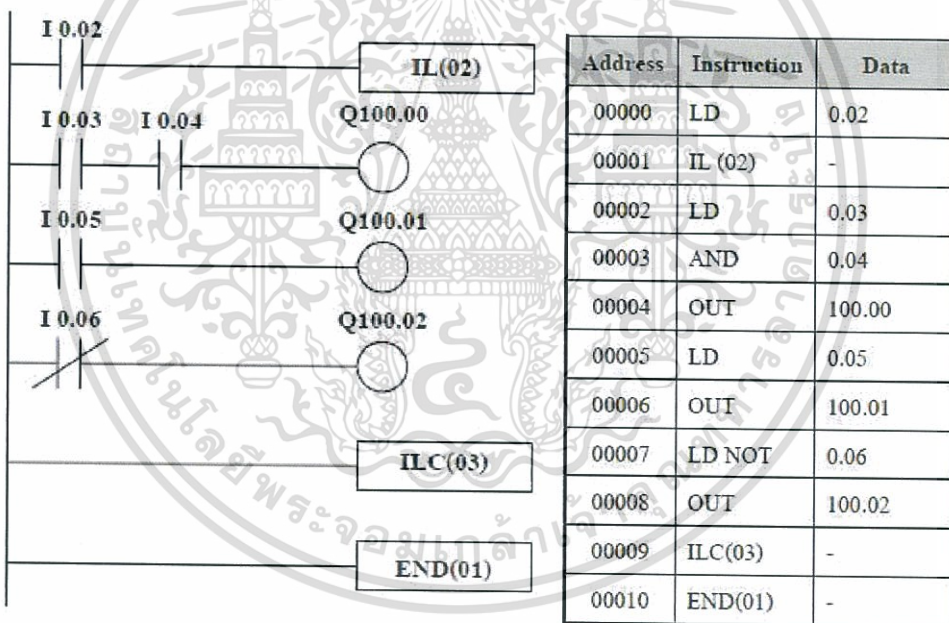 I 0.02
IL(02)
I 0.03 I 0.04 Q100.00
I 0.05 Q100.01
I 0.06 Q100.02
ILC(03)
END(01)
Address Instruction Data
00000 LD 0.02
00001 IL (02) -
00002 LD 0.03
00003 AND 0.04
00004 OUT 100.00
00005 LD 0.05
00006 OUT 100.01
00007 LD NOT 0.06
00008 OUT 100.02
00009 ILC(03) -
00010 END(01) -